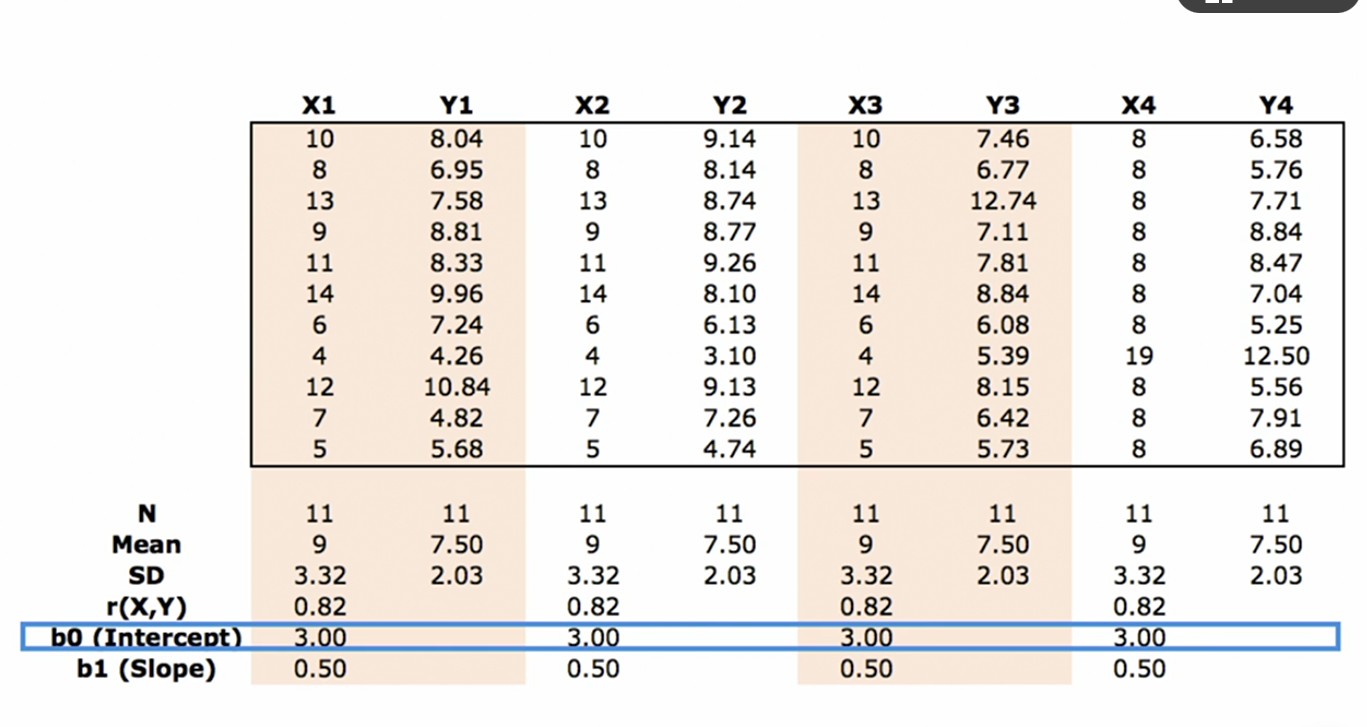 X1 Y1 X2 Y2 X3 Y3 X4 Y4
10 8.04 10 9.14 10 7.46 8 6.58
8 6.95 8 8.14 8 6.77 8 5.76
13 7.58 13 8.74 13 12.74 8 7.71
9 8.81 9 8.77 9 7.11 8 8.84
11 8.33 11 9.26 11 7.81 8 8.47
14 9.96 14 8.10 14 8.84 8 7.04
6 7.24 6 6.13 6 6.08 8 5.25
4 4.26 4 3.10 4 5.39 19 12.50
12 10.84 12 9.13 12 8.15 8 5.56
7 4.82 7 7.26 7 6.42 8 7.91
5 5.68 5 4.74 5 5.73 8 6.89
N 11 11 11 11 11 11 11 11
Mean 9 7.50 9 7.50 9 7.50 9 7.50
SD 3.32 2.03 3.32 2.03 3.32 2.03 3.32 2.03
r(X,Y) 0.82 0.82 0.82 0.82
b0 (Intercept) 3.00 3.00 3.00 3.00
b1 (Slope) 0.50 0.50 0.50 0.50